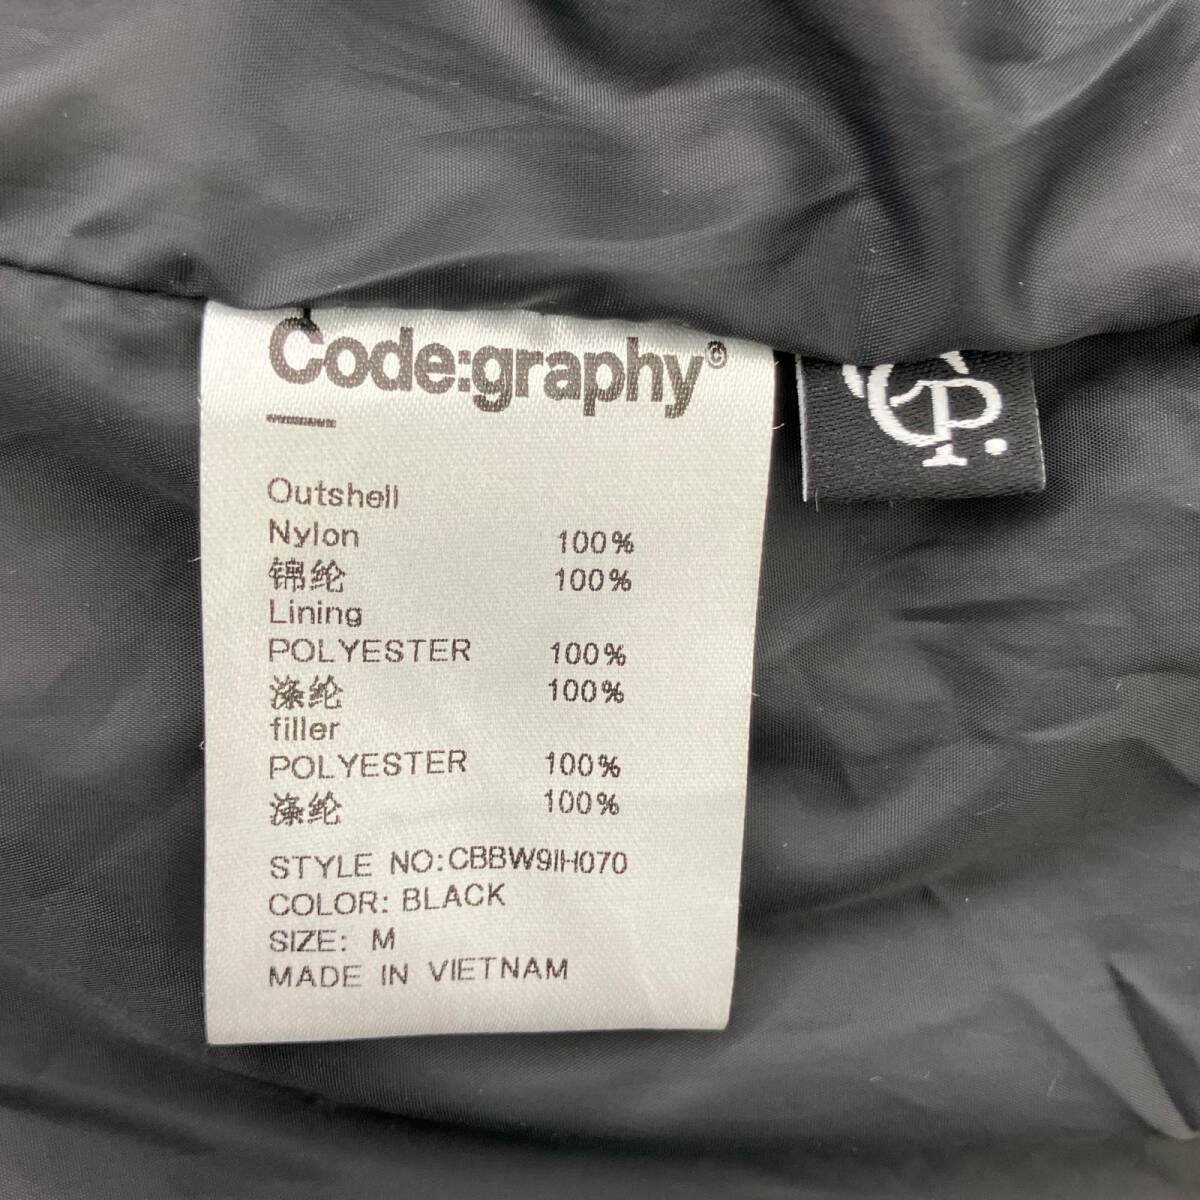 Code:graphy©
Outshell
Nylon 100%
锦纶 100%
Lining
POLYESTER 100%
涤纶 100%
filler
POLYESTER 100%
涤纶 100%
STYLE NO:CBBW9IH070
COLOR: BLACK
SIZE: M
MADE IN VIETNAM